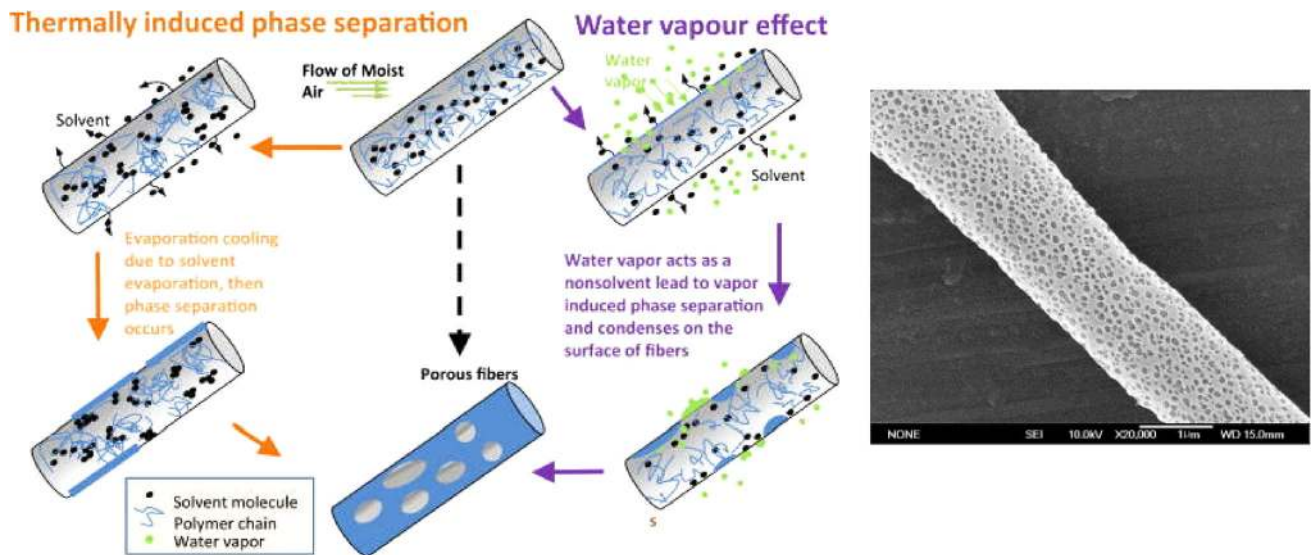 Thermally induced phase separation
Water vapour effect
Flow of Moist
Air
Water
vapor
Solvent
Solvent
Evaporation cooling
due to solvent
evaporation, then
phase separation
occurs
Water vapor acts as a
nonsolvent lead to vapor
induced phase separation
and condenses on the
surface of fibers
Porous fibers
Solvent molecule
Polymer chain
Water vapor
s
NONE SEI 10.0kV X20,000 1µm WD 15.0mm